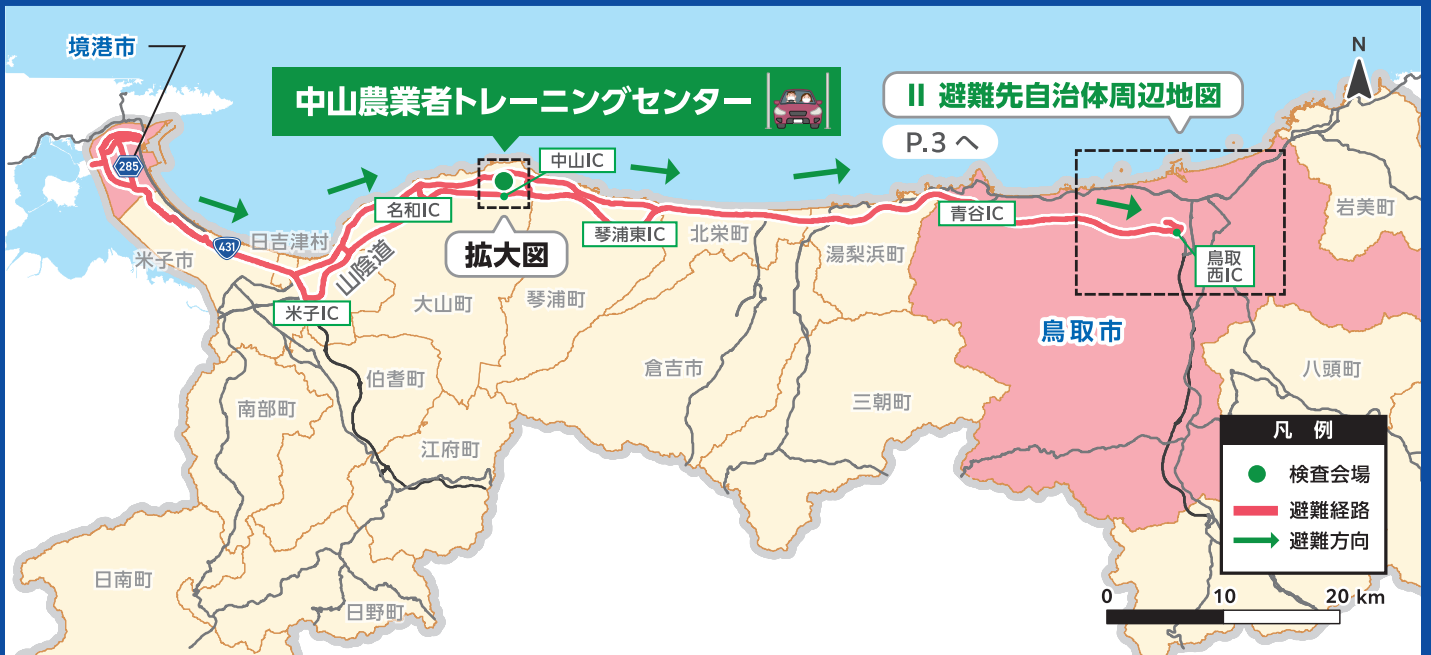 境港市
中山農業者トレーニングセンター
II 避難先自治体周辺地図
P.3 へ
N
285
中山IC
名和IC
青谷IC
岩美町
431
日吉津村
米子市
山陰道
拡大図
琴浦東IC
北栄町
湯梨浜町
鳥取
西IC
米子IC
大山町
琴浦町
鳥取市
伯耆町
倉吉市
八頭町
南部町
三朝町
江府町
凡 例
検査会場
避難経路
避難方向
日南町
日野町
0 10 20 km